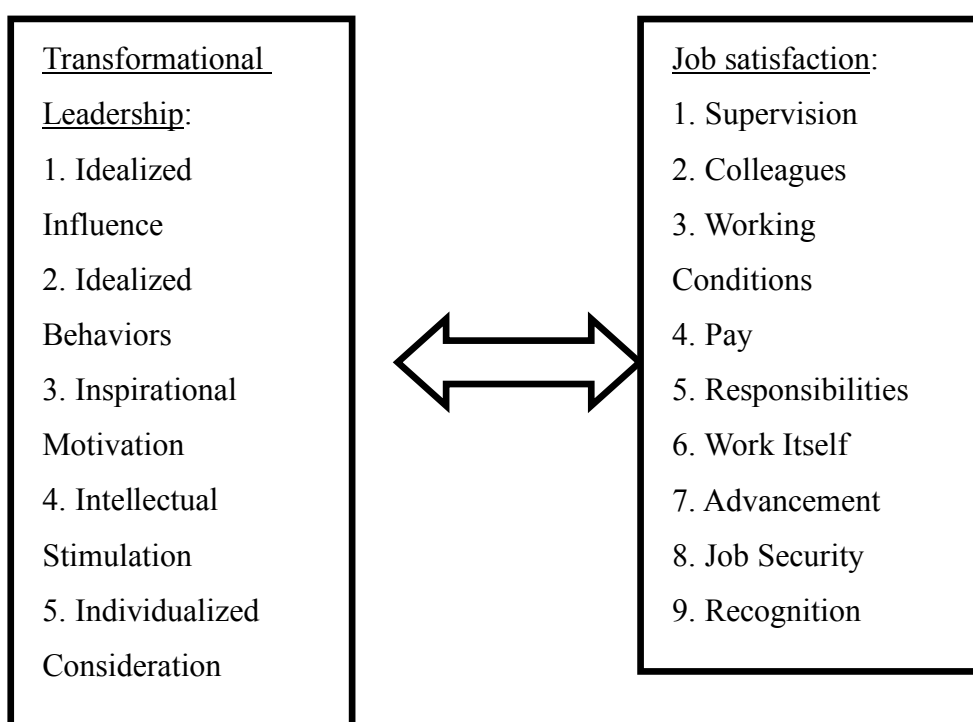 Transformational
Leadership:
1. Idealized
Influence
2. Idealized
Behaviors
3. Inspirational
Motivation
4. Intellectual
Stimulation
5. Individualized
Consideration
Job satisfaction:
1. Supervision
2. Colleagues
3. Working
Conditions
4. Pay
5. Responsibilities
6. Work Itself
7. Advancement
8. Job Security
9. Recognition